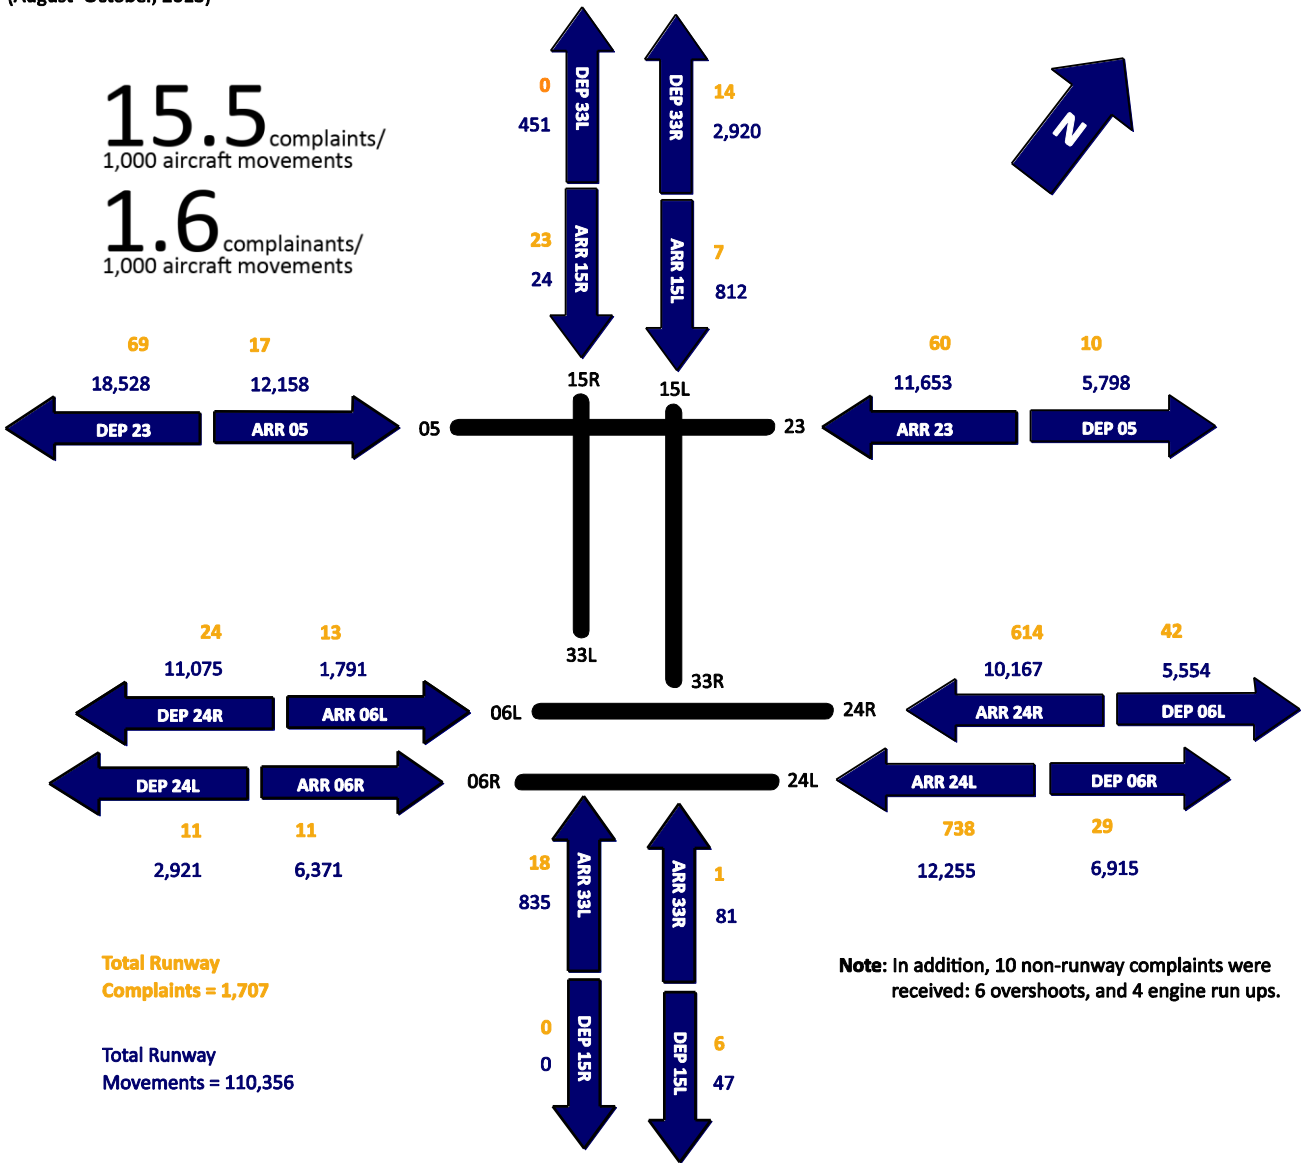 (August-October, 2023)
15.5 complaints/
1,000 aircraft movements
1.6 complainants/
1,000 aircraft movements
0
451
DEP 33L
DEP 33R
14
2,920
N
23
24
ARR 15R
ARR 15L
7
812
69
18,528
DEP 23
17
12,158
ARR 05
15R
15L
05
23
60
11,653
ARR 23
10
5,798
DEP 05
33L
33R
24
11,075
DEP 24R
13
1,791
ARR 06L
06L
24R
614
10,167
ARR 24R
42
5,554
DEP 06L
DEP 24L
11
2,921
ARR 06R
11
6,371
06R
24L
ARR 24L
738
12,255
DEP 06R
29
6,915
18
835
ARR 33L
ARR 33R
1
81
0
0
DEP 15R
DEP 15L
6
47
Total Runway
Complaints = 1,707
Total Runway
Movements = 110,356
Note: In addition, 10 non-runway complaints were
received: 6 overshoots, and 4 engine run ups.